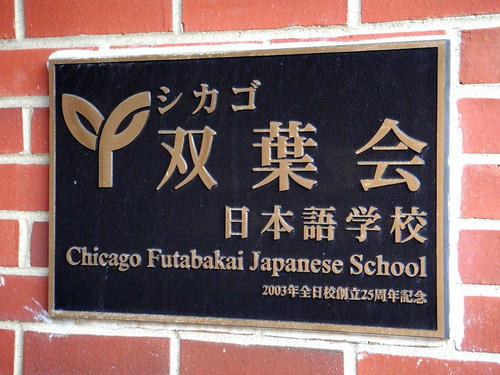 シカゴ
双葉会
日本語学校
Chicago Futabakai Japanese School
2003年全日校創立25周年記念